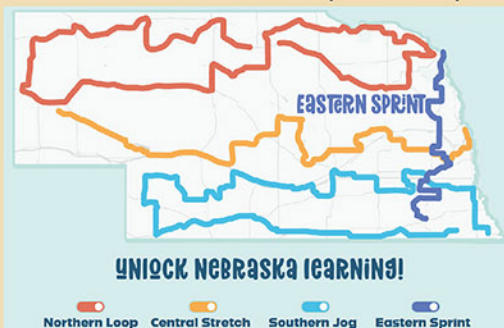 EASTERN SPRINT
UNLOCK NEBRASKA LEARNING!
Northern Loop Central Stretch Southern Jog Eastern Sprint